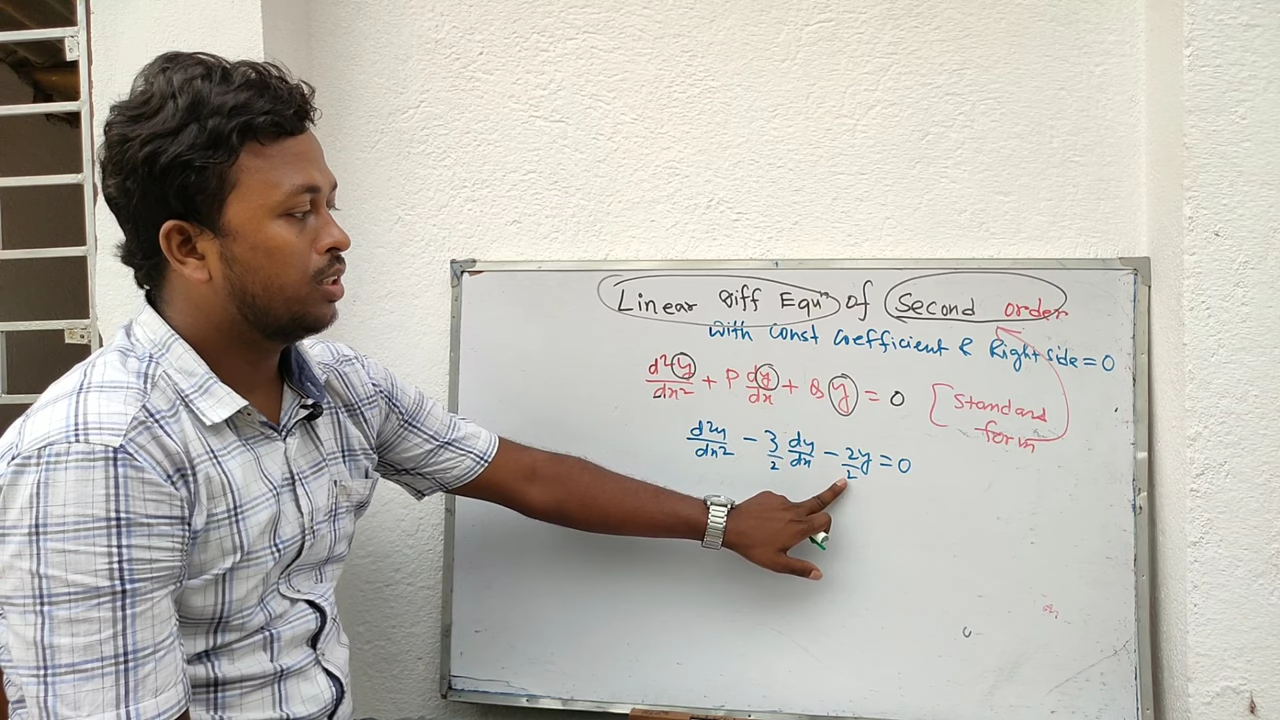 Linear Diff Equⁿ of Second order
with const coefficient & Right side = 0
d²y/dx² + P dy/dx + Q y = 0 [Standard form
d²y/dx² - 3/2 dy/dx - 2y/2 = 0